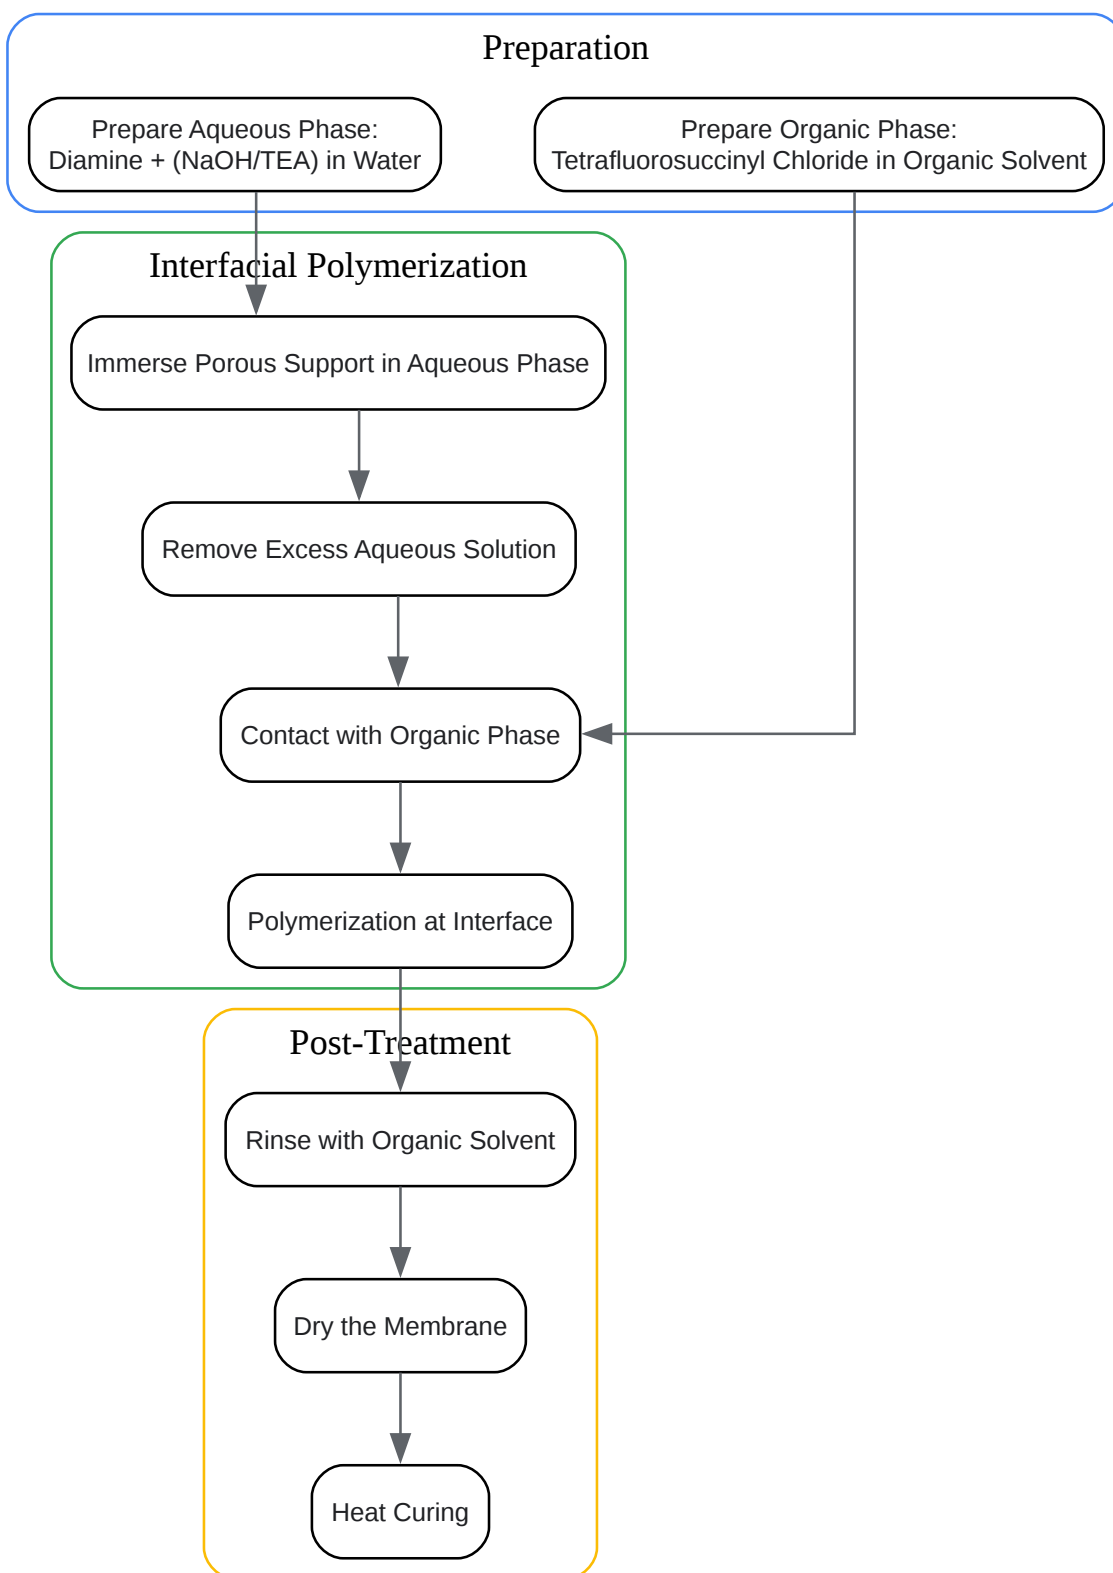 Preparation
Prepare Aqueous Phase:
Diamine + (NaOH/TEA) in Water
Prepare Organic Phase:
Tetrafluorosuccinyl Chloride in Organic Solvent
Interfacial Polymerization
Immerse Porous Support in Aqueous Phase
Remove Excess Aqueous Solution
Contact with Organic Phase
Polymerization at Interface
Post-Treatment
Rinse with Organic Solvent
Dry the Membrane
Heat Curing